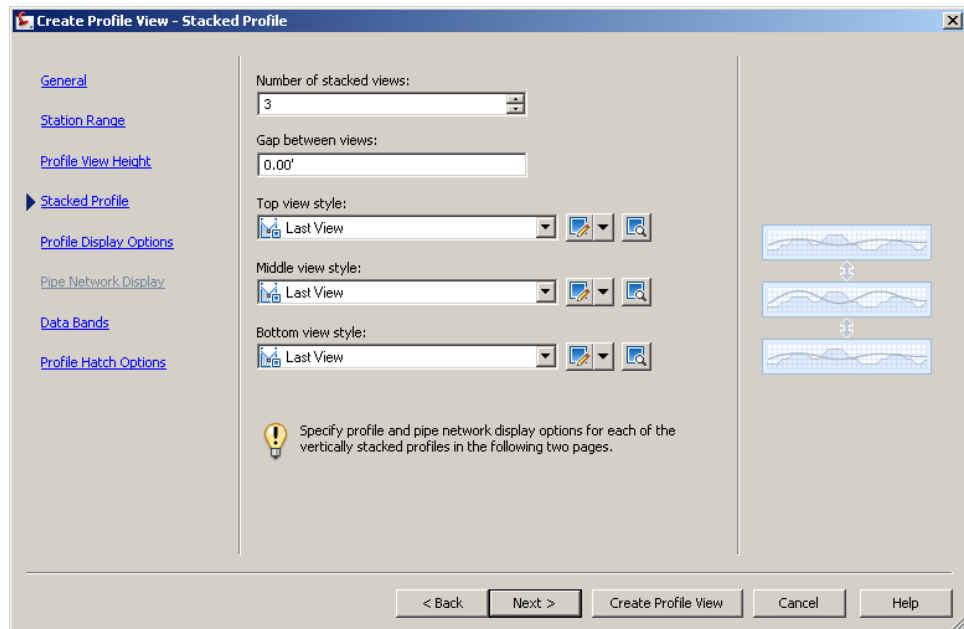 Create Profile View - Stacked Profile
General
Station Range
Profile View Height
Stacked Profile
Profile Display Options
Pipe Network Display
Data Bands
Profile Hatch Options
Number of stacked views:
3
Gap between views:
0.00'
Top view style:
Last View
Middle view style:
Last View
Bottom view style:
Last View
Specify profile and pipe network display options for each of the
vertically stacked profiles in the following two pages.
< Back
Next >
Create Profile View
Cancel
Help